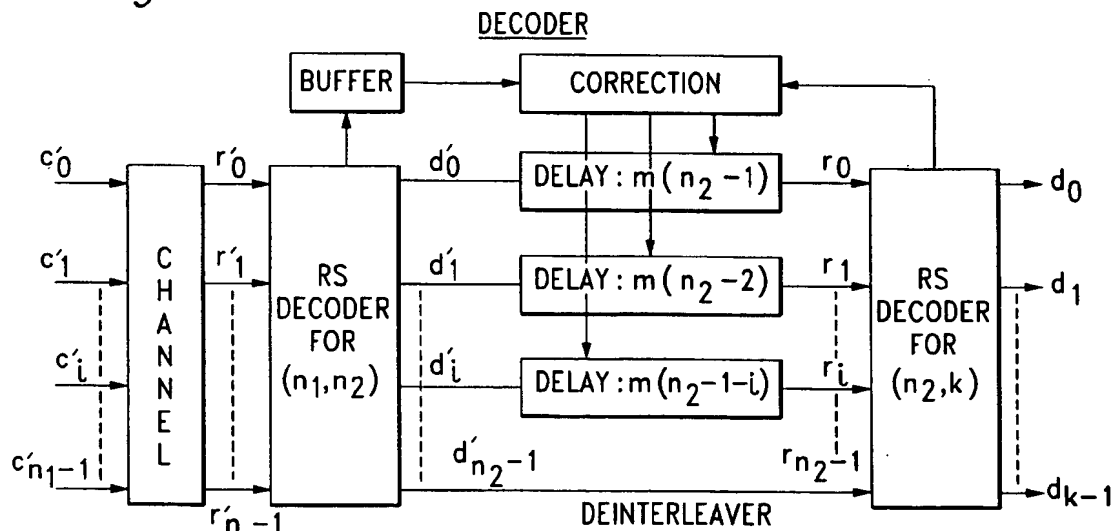 DECODER
BUFFER
CORRECTION
c'0
r'0
d'0
DELAY : m(n2-1)
r0
d0
c'1
r'1
d'1
DELAY : m(n2-2)
r1
d1
CHANNEL
RS
DECODER
FOR
(n1,n2)
RS
DECODER
FOR
(n2,k)
c'i
d'i
DELAY : m(n2-1-i)
ri
c'n1-1
d'n2-1
rn2-1
dk-1
DEINTERLEAVER